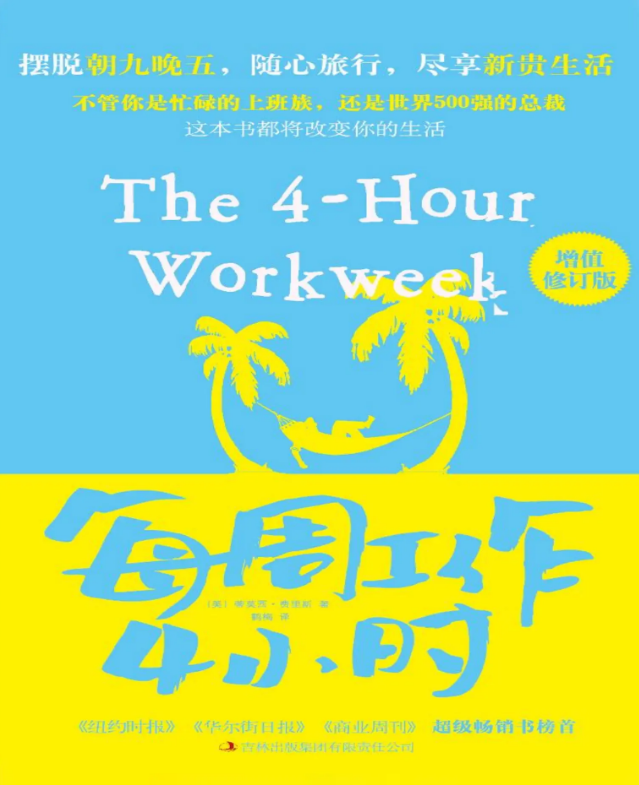 摆脱朝九晚五，随心旅行，尽享新贵生活
不管你是忙碌的上班族，还是世界500强的总裁
这本书都将改变你的生活
The 4-Hour
Workweek
增值
修订版
每周工作
［美］蒂莫西·费里斯 著
译
4小时
《纽约时报》《华尔街日报》《商业周刊》 超级畅销书榜首
吉林出版集团有限责任公司